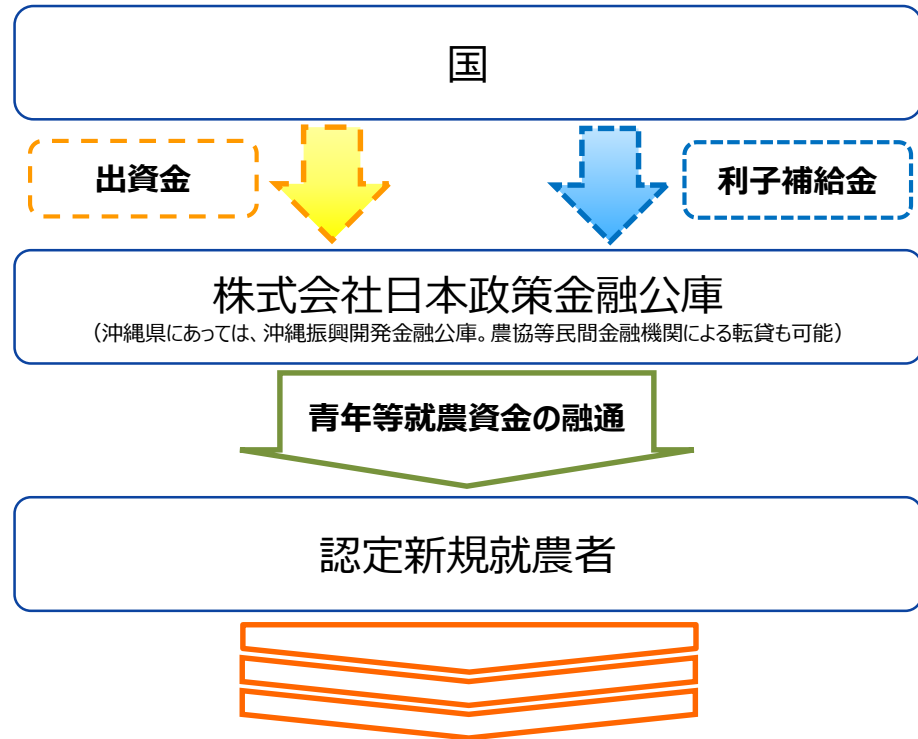 国
出資金
利子補給金
株式会社日本政策金融公庫
（沖縄県にあっては、沖縄振興開発金融公庫。農協等民間金融機関による転貸も可能）
青年等就農資金の融通
認定新規就農者